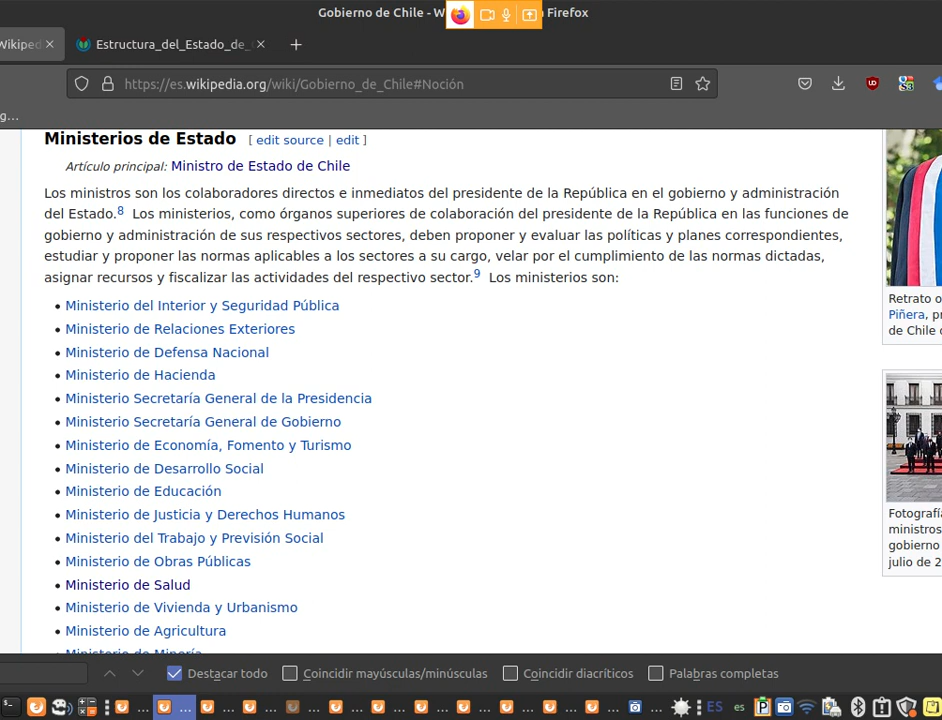 Gobierno de Chile - W
Firefox
Wikiped
Estructura_del_Estado_de_
https://es.wikipedia.org/wiki/Gobierno_de_Chile#Noción
g...
Ministerios de Estado [ edit source | edit ]
Artículo principal: Ministro de Estado de Chile
Los ministros son los colaboradores directos e inmediatos del presidente de la República en el gobierno y administración
del Estado.8 Los ministerios, como órganos superiores de colaboración del presidente de la República en las funciones de
gobierno y administración de sus respectivos sectores, deben proponer y evaluar las políticas y planes correspondientes,
estudiar y proponer las normas aplicables a los sectores a su cargo, velar por el cumplimiento de las normas dictadas,
asignar recursos y fiscalizar las actividades del respectivo sector.9 Los ministerios son:
• Ministerio del Interior y Seguridad Pública
• Ministerio de Relaciones Exteriores
• Ministerio de Defensa Nacional
• Ministerio de Hacienda
• Ministerio Secretaría General de la Presidencia
• Ministerio Secretaría General de Gobierno
• Ministerio de Economía, Fomento y Turismo
• Ministerio de Desarrollo Social
• Ministerio de Educación
• Ministerio de Justicia y Derechos Humanos
• Ministerio del Trabajo y Previsión Social
• Ministerio de Obras Públicas
• Ministerio de Salud
• Ministerio de Vivienda y Urbanismo
• Ministerio de Agricultura
• Ministerio de Minería
Retrato o
Piñera, pr
de Chile
Fotografía
ministros
gobierno
julio de 2
Destacar todo
Coincidir mayúsculas/minúsculas
Coincidir diacríticos
Palabras completas
... ... ... ... ... ... ... ... ... ... ... ... ... ES es